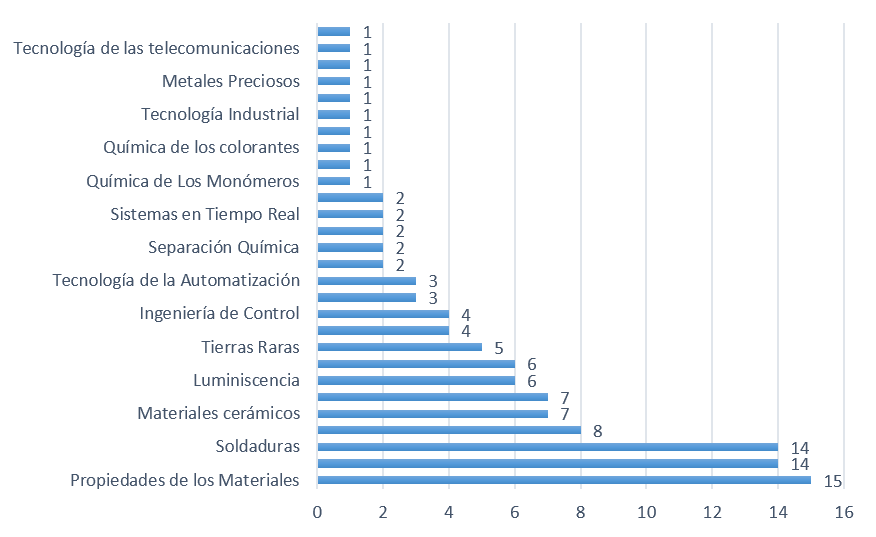 1
Tecnología de las telecomunicaciones 1
1
Metales Preciosos 1
1
Tecnología Industrial 1
1
Química de los colorantes 1
1
Química de Los Monómeros 1
2
Sistemas en Tiempo Real 2
2
Separación Química 2
2
Tecnología de la Automatización 3
3
Ingeniería de Control 4
4
Tierras Raras 5
6
Luminiscencia 6
7
Materiales cerámicos 7
8
Soldaduras 14
14
Propiedades de los Materiales 15
0 2 4 6 8 10 12 14 16